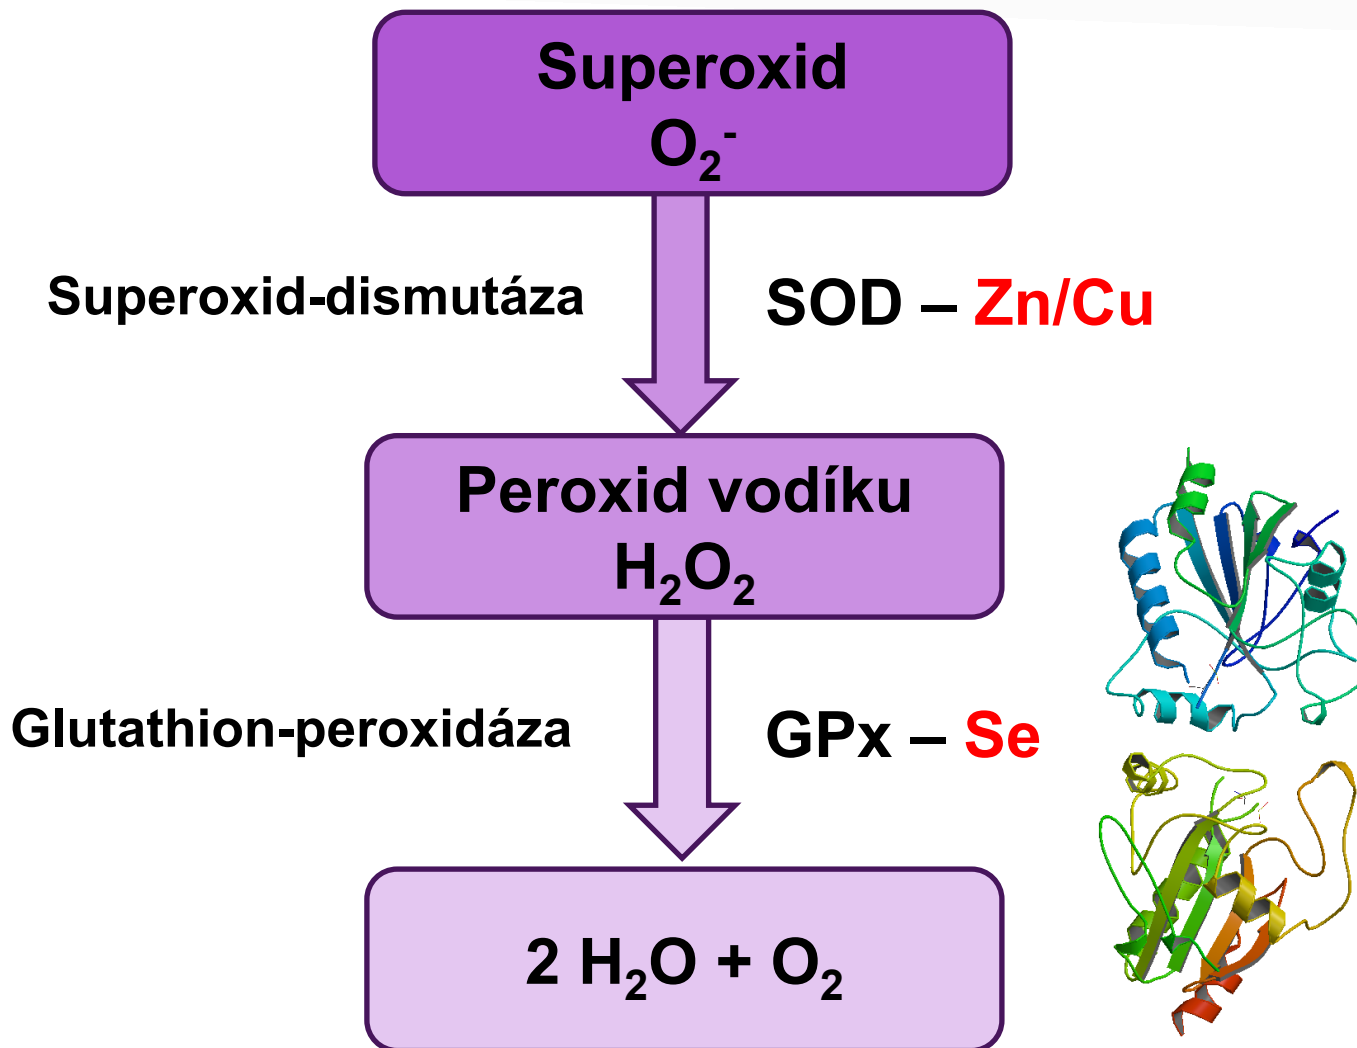 Superoxid
O₂⁻
Superoxid-dismutáza
SOD – Zn/Cu
Peroxid vodíku
H₂O₂
Glutathion-peroxidáza
GPx – Se
2 H₂O + O₂